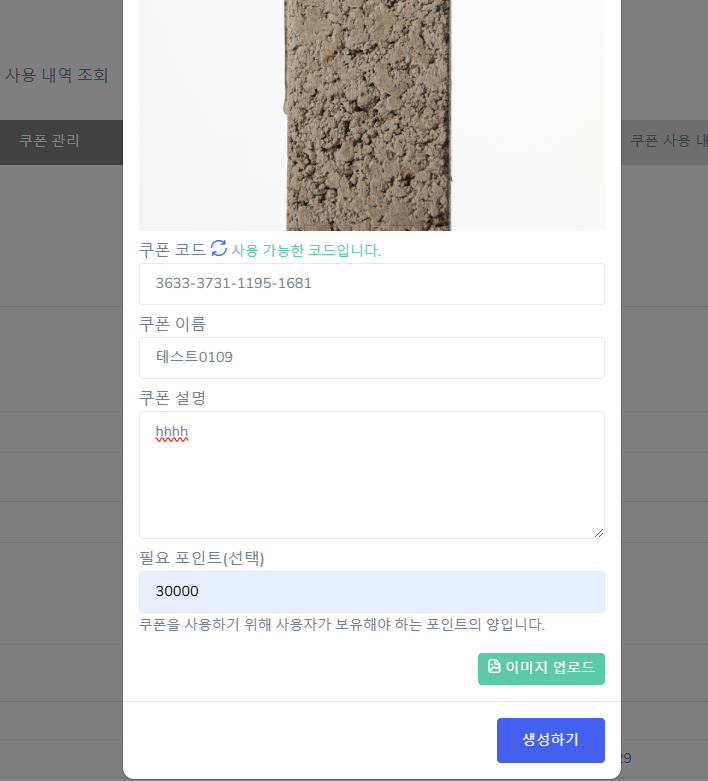 사용 내역 조회
쿠폰 관리
쿠폰 사용
쿠폰 코드 사용 가능한 코드입니다.
3633-3731-1195-1681
쿠폰 이름
테스트0109
쿠폰 설명
hhhh
필요 포인트(선택)
30000
쿠폰을 사용하기 위해 사용자가 보유해야 하는 포인트의 양입니다.
이미지 업로드
생성하기